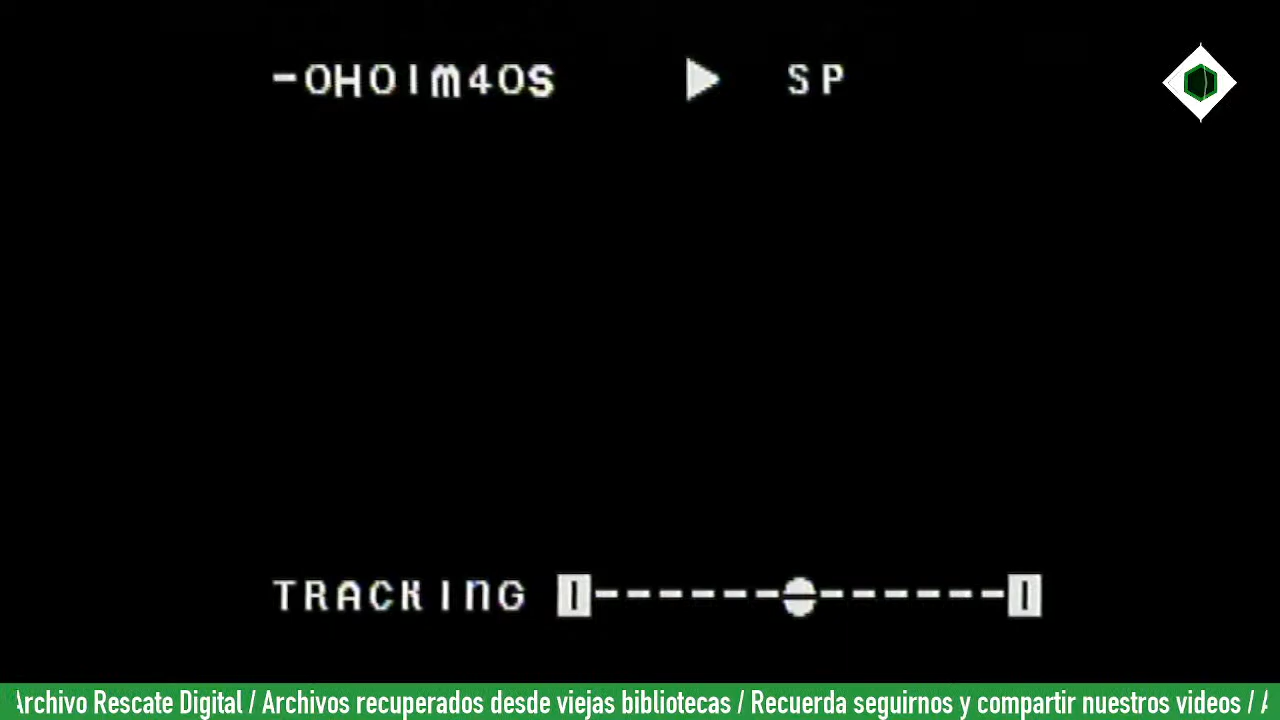 -0H01M40S ▶ SP
TRACKING
Archivo Rescate Digital / Archivos recuperados desde viejas bibliotecas / Recuerda seguirnos y compartir nuestros videos /